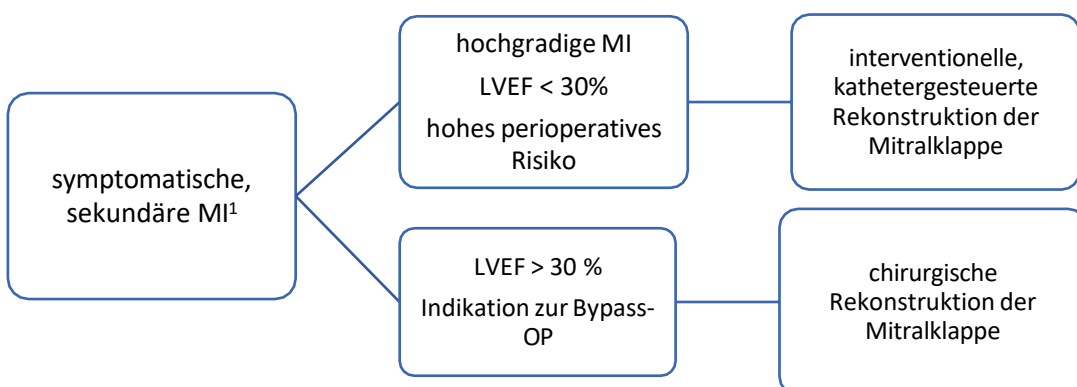 symptomatische,
sekundäre MI¹
hochgradige MI
LVEF < 30%
hohes perioperatives
Risiko
interventionelle,
kathetergesteuerte
Rekonstruktion der
Mitralklappe
LVEF > 30 %
Indikation zur Bypass-
OP
chirurgische
Rekonstruktion der
Mitralklappe